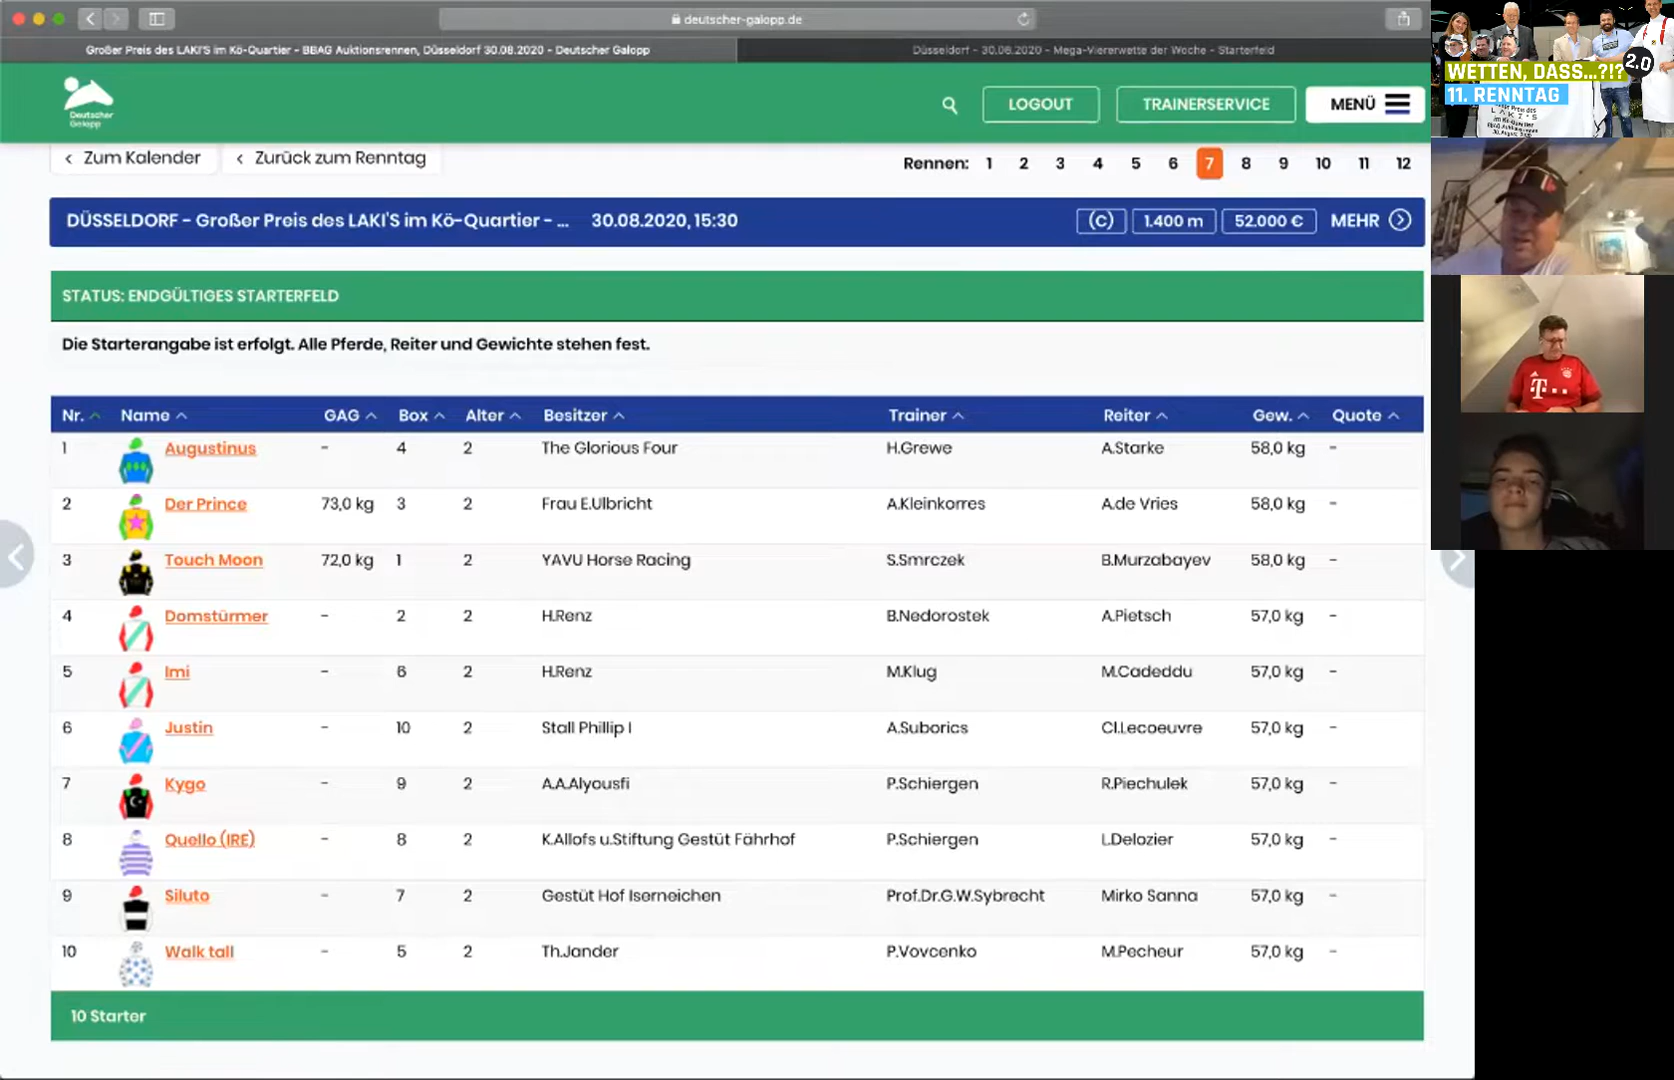 deutscher-galopp.de
Großer Preis des LAKI'S im Kö-Quartier - BBAG Auktionsrennen, Düsseldorf 30.08.2020 - Deutscher Galopp
Düsseldorf - 30.08.2020 - Mega-Viererwette der Woche - Starterfeld
Deutscher
Galopp
LOGOUT
TRAINERSERVICE
MENÜ
WETTEN, DASS...?!? 2.0
11. RENNTAG
Zum Kalender
Zurück zum Renntag
Rennen: 1 2 3 4 5 6 7 8 9 10 11 12
DÜSSELDORF - Großer Preis des LAKI'S im Kö-Quartier - ... 30.08.2020, 15:30 (C) 1.400 m 52.000 € MEHR
STATUS: ENDGÜLTIGES STARTERFELD
Die Starterangabe ist erfolgt. Alle Pferde, Reiter und Gewichte stehen fest.
Nr. Name GAG Box Alter Besitzer Trainer Reiter Gew. Quote
1 Augustinus - 4 2 The Glorious Four H.Grewe A.Starke 58,0 kg -
2 Der Prince 73,0 kg 3 2 Frau E.Ulbricht A.Kleinkorres A.de Vries 58,0 kg -
3 Touch Moon 72,0 kg 1 2 YAVU Horse Racing S.Smrczek B.Murzabayev 58,0 kg -
4 Domstürmer - 2 2 H.Renz B.Nedorostek A.Pietsch 57,0 kg -
5 Imi - 6 2 H.Renz M.Klug M.Cadeddu 57,0 kg -
6 Justin - 10 2 Stall Phillip I A.Suborics Cl.Lecoeuvre 57,0 kg -
7 Kygo - 9 2 A.A.Alyousfi P.Schiergen R.Piechulek 57,0 kg -
8 Quello (IRE) - 8 2 K.Allofs u.Stiftung Gestüt Fährhof P.Schiergen L.Delozier 57,0 kg -
9 Siluto - 7 2 Gestüt Hof Iserneichen Prof.Dr.G.W.Sybrecht Mirko Sanna 57,0 kg -
10 Walk tall - 5 2 Th.Jander P.Vovcenko M.Pecheur 57,0 kg -
10 Starter